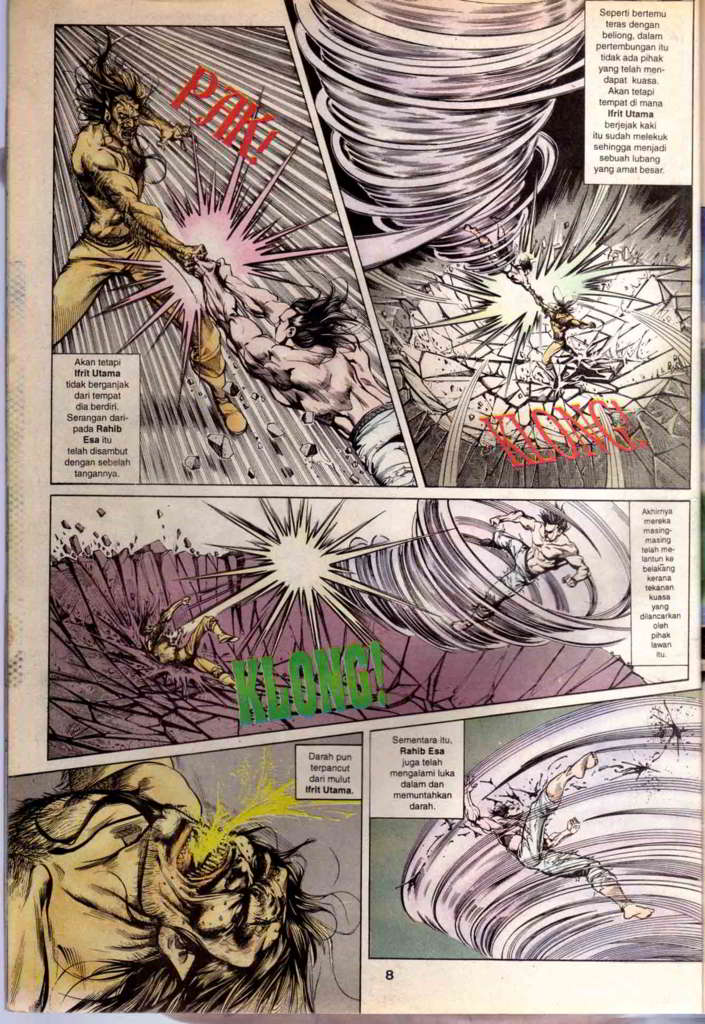 PAK!
Akan tetapi
Ifrit Utama
tidak berganjak
dari tempat
dia berdiri.
Serangan dari-
pada Rahib
Esa itu
telah disambut
dengan sebelah
tangannya.
Seperti bertemu
teras dengan
beliong, dalam
pertembungan itu
tidak ada pihak
yang telah men-
dapat kuasa.
Akan tetapi
tempat di mana
Ifrit Utama
berjejak kaki
itu sudah melekuk
sehingga menjadi
sebuah lubang
yang amat besar.
KLONG!
Akhirnya
mereka
masing-
masing
telah me-
lantun ke
belakang
kerana
tekanan
kuasa
yang
dilancarkan
oleh
pihak
lawan
itu.
KLONG!
Darah pun
terpancut
dari mulut
Ifrit Utama.
Sementara itu,
Rahib Esa
juga telah
mengalami luka
dalam dan
memuntahkan
darah.
8